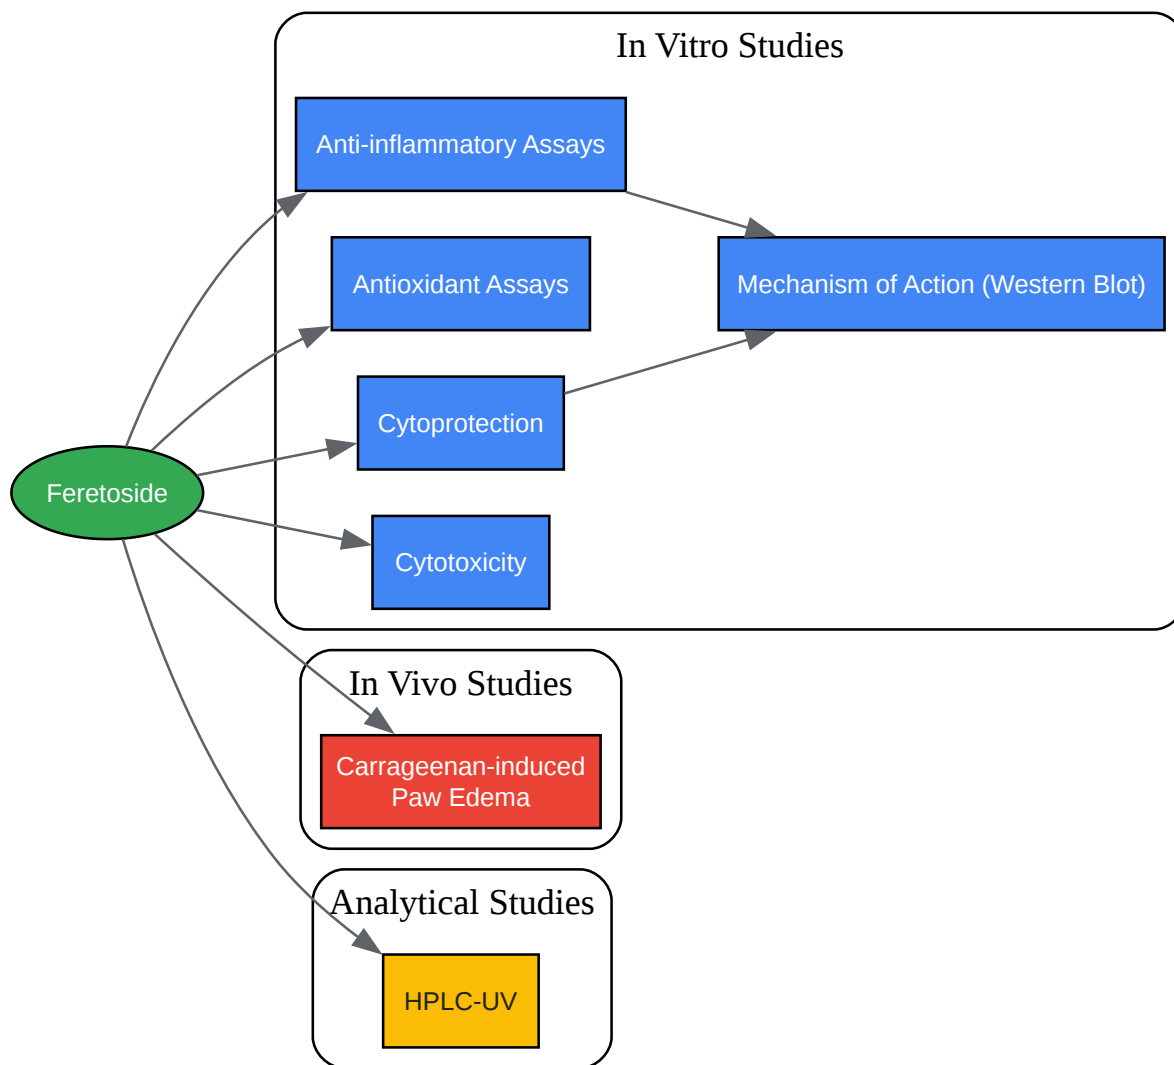 In Vitro Studies
Anti-inflammatory Assays
Antioxidant Assays
Mechanism of Action (Western Blot)
Cytoprotection
Feretoside
Cytotoxicity
In Vivo Studies
Carrageenan-induced
Paw Edema
Analytical Studies
HPLC-UV